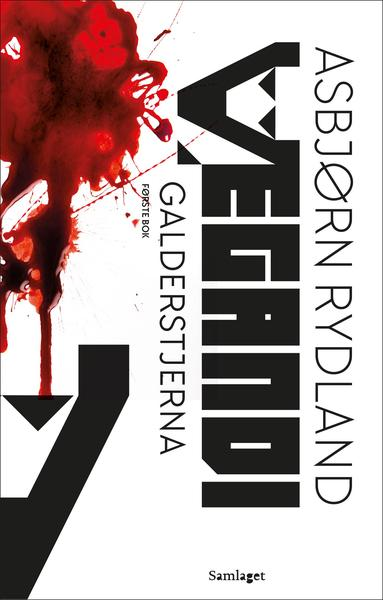 ASBJØRN RYDLAND
VEGANDI
GALDERSTJERNA
FØRSTE BOK
Samlaget